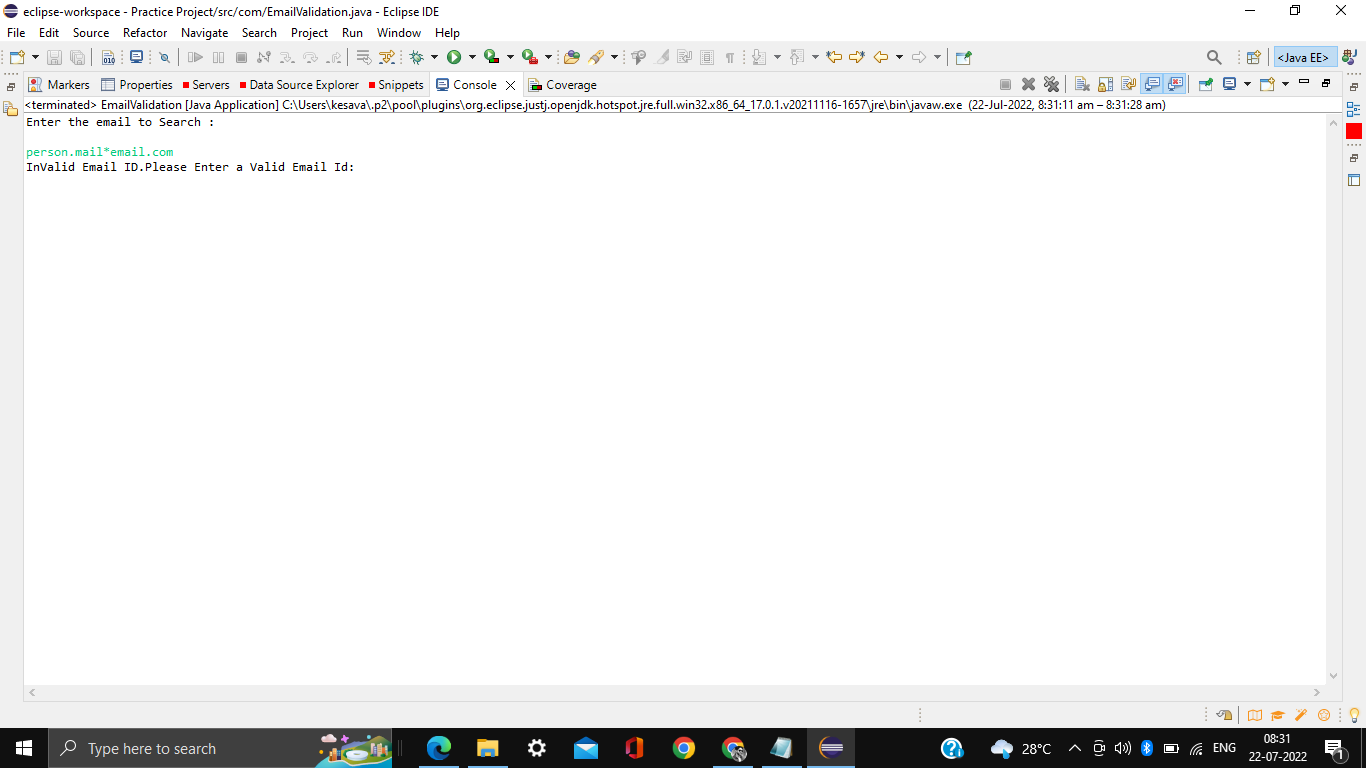 eclipse-workspace - Practice Project/src/com/EmailValidation.java - Eclipse IDE
File Edit Source Refactor Navigate Search Project Run Window Help
<Java EE>
Markers Properties Servers Data Source Explorer Snippets Console Coverage
<terminated> EmailValidation [Java Application] C:\Users\kesava\.p2\pool\plugins\org.eclipse.justj.openjdk.hotspot.jre.full.win32.x86_64_17.0.1.v20211116-1657\jre\bin\javaw.exe (22-Jul-2022, 8:31:11 am – 8:31:28 am)
Enter the email to Search :
person.mail*email.com
InValid Email ID.Please Enter a Valid Email Id:
Type here to search
28°C
ENG
08:31
22-07-2022
1